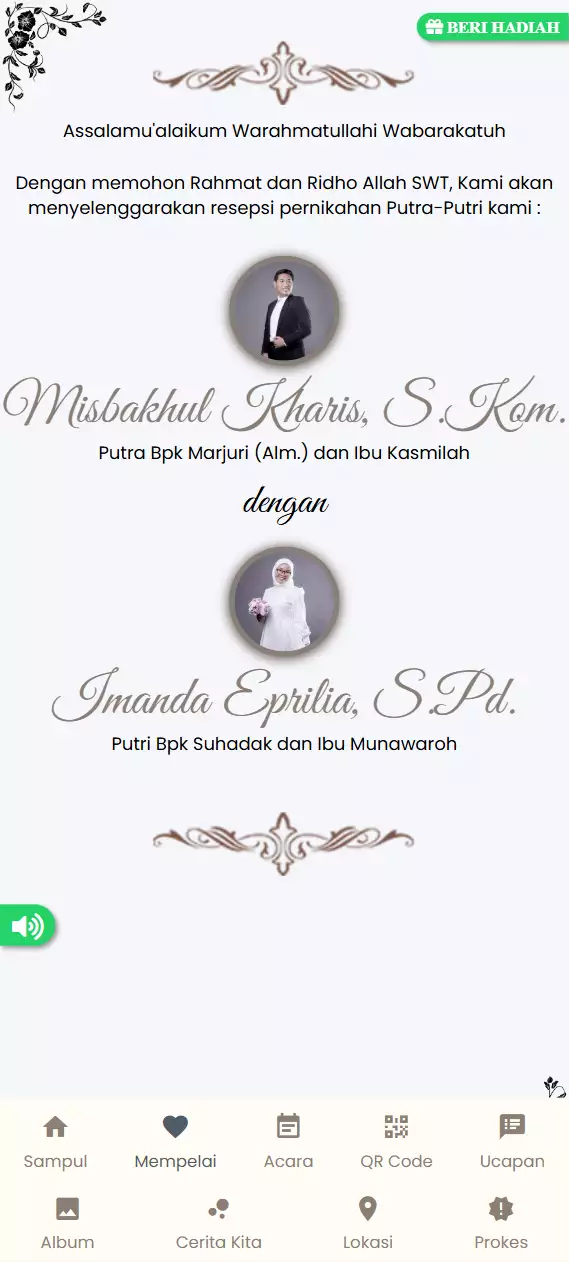 BERI HADIAH
Assalamu'alaikum Warahmatullahi Wabarakatuh
Dengan memohon Rahmat dan Ridho Allah SWT, Kami akan
menyelenggarakan resepsi pernikahan Putra-Putri kami :
Misbakhul Kharis, S.Kom.
Putra Bpk Marjuri (Alm.) dan Ibu Kasmilah
dengan
Imanda Eprilia, S.Pd.
Putri Bpk Suhadak dan Ibu Munawaroh
Sampul Mempelai Acara QR Code Ucapan
Album Cerita Kita Lokasi Prokes